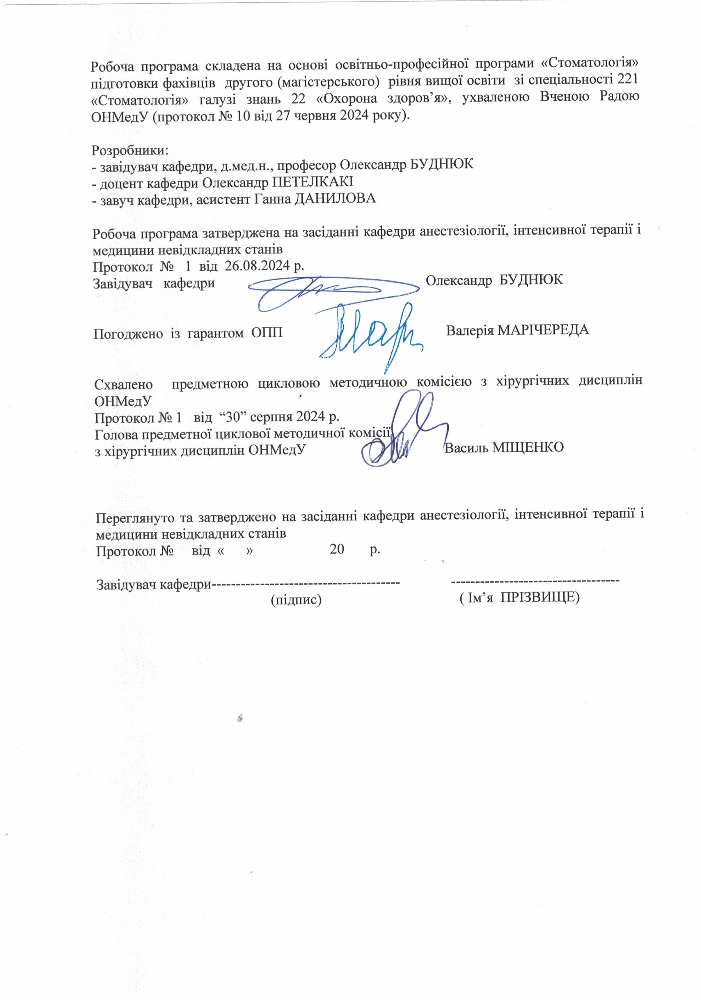 Робоча програма складена на основі освітньо-професійної програми «Стоматологія»
підготовки фахівців другого (магістерського) рівня вищої освіти зі спеціальності 221
«Стоматологія» галузі знань 22 «Охорона здоров’я», ухваленою Вченою Радою
ОНМедУ (протокол № 10 від 27 червня 2024 року).
Розробники:
- завідувач кафедри, д.мед.н., професор Олександр БУДНЮК
- доцент кафедри Олександр ПЕТЕЛКАКІ
- завуч кафедри, асистент Ганна ДАНИЛОВА
Робоча програма затверджена на засіданні кафедри анестезіології, інтенсивної терапії і
медицини невідкладних станів
Протокол № 1 від 26.08.2024 р.
Завідувач кафедри Олександр БУДНЮК
Погоджено із гарантом ОПП Валерія МАРІЧЕРЕДА
Схвалено предметною цикловою методичною комісією з хірургічних дисциплін
ОНМедУ
Протокол № 1 від “30” серпня 2024 р.
Голова предметної циклової методичної комісії
з хірургічних дисциплін ОНМедУ Василь МІЩЕНКО
Переглянуто та затверджено на засіданні кафедри анестезіології, інтенсивної терапії і
медицини невідкладних станів
Протокол № від « » 20 р.
Завідувач кафедри--------------------------------------- -----------------------------------
(підпис) ( Ім’я ПРІЗВИЩЕ)